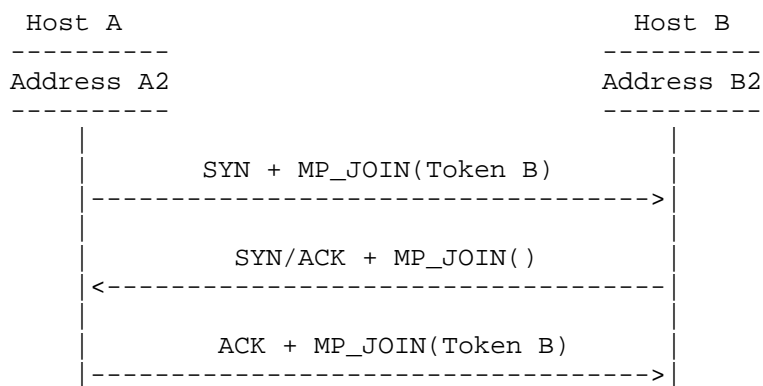 Host A                                  Host B
----------                           ----------
Address A2                           Address B2
----------                           ----------
    |                                     |
    |       SYN + MP_JOIN(Token B)        |
    |------------------------------------>|
    |                                     |
    |         SYN/ACK + MP_JOIN()         |
    |<------------------------------------|
    |                                     |
    |        ACK + MP_JOIN(Token B)       |
    |------------------------------------>|